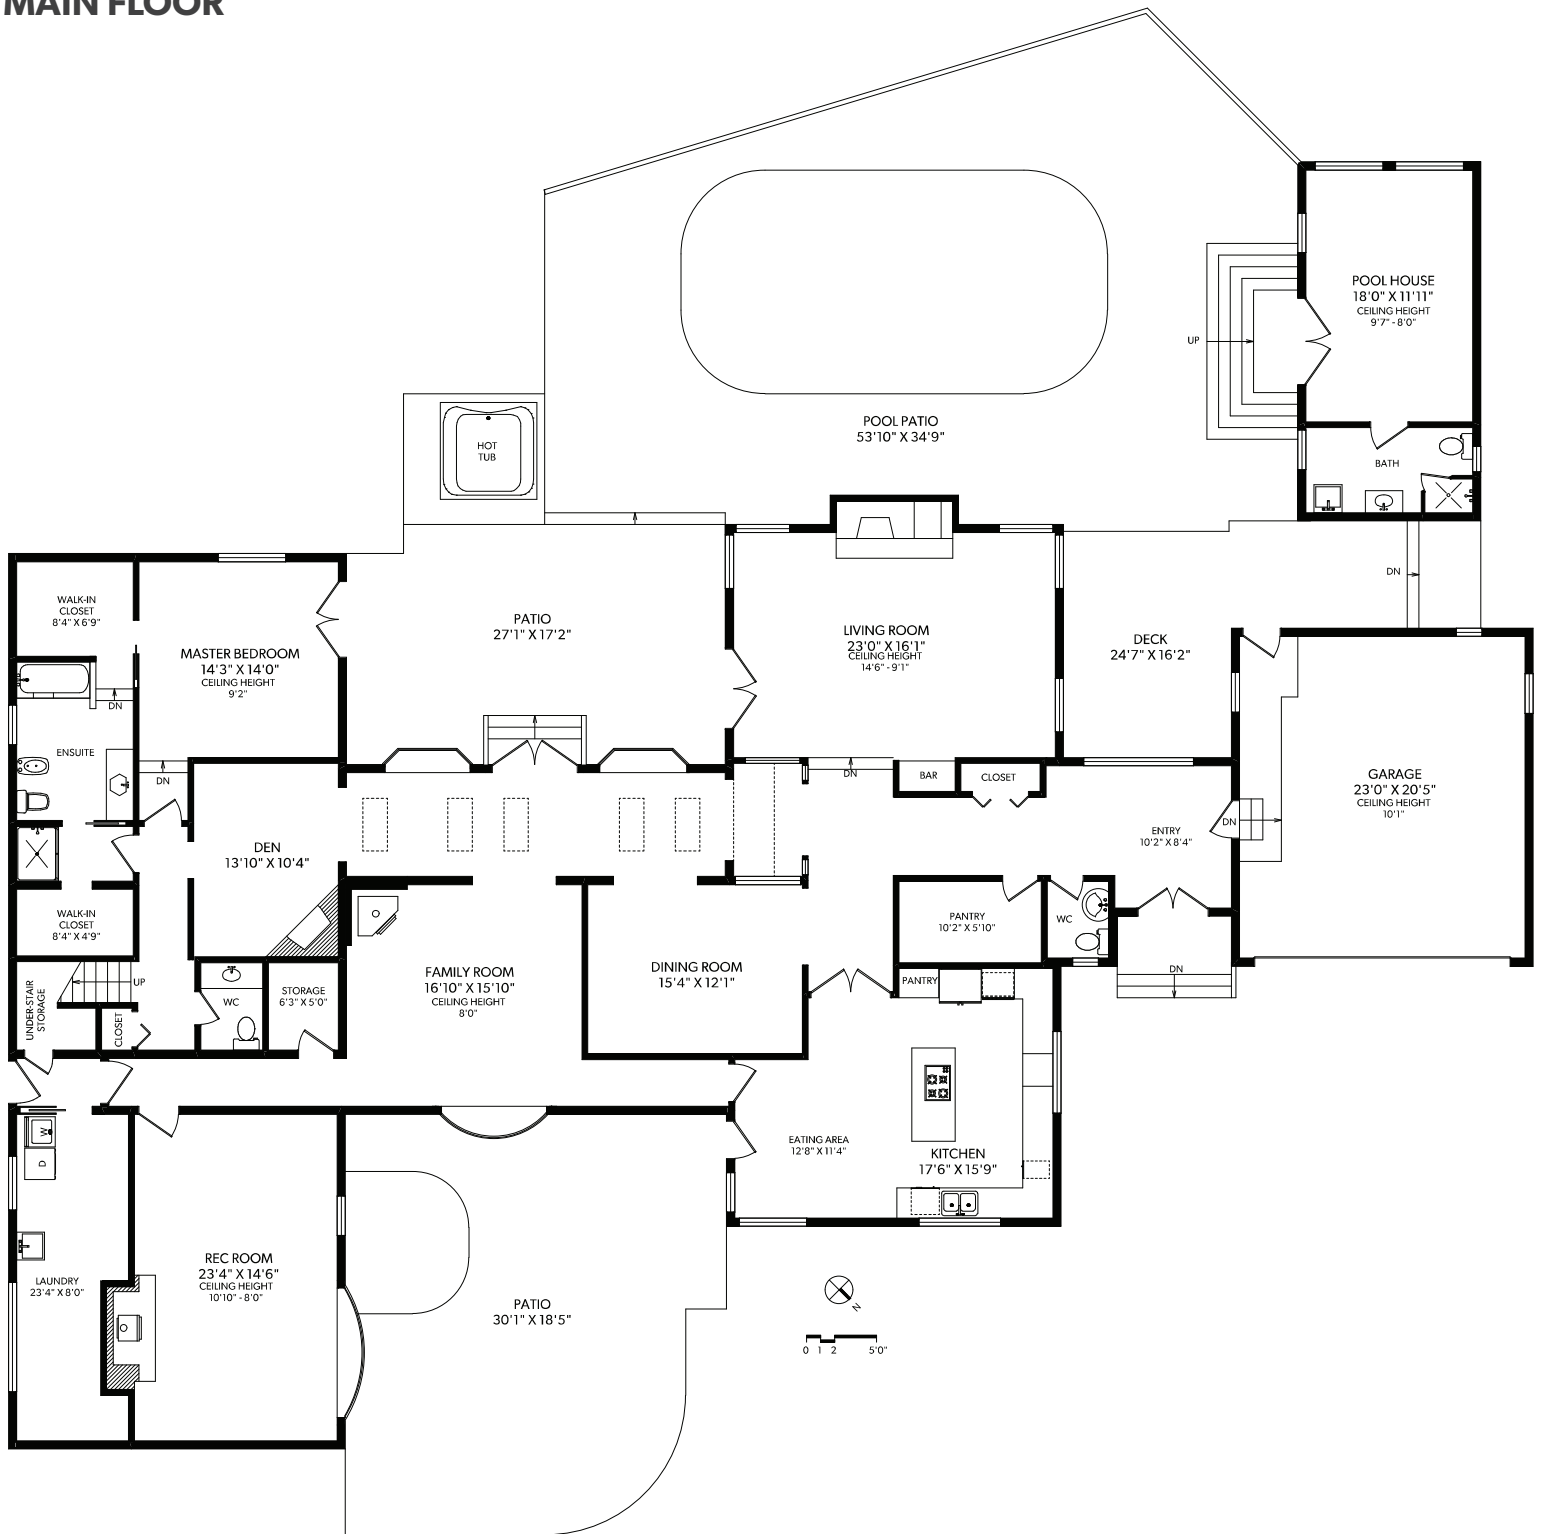 MAIN FLOOR
POOL HOUSE
18'0" X 11'11"
CEILING HEIGHT
9'7" - 8'0"
UP
POOL PATIO
53'10" X 34'9"
HOT
TUB
BATH
DN
WALK-IN
CLOSET
8'4" X 6'9"
MASTER BEDROOM
14'3" X 14'0"
CEILING HEIGHT
9'2"
PATIO
27'1" X 17'2"
LIVING ROOM
23'0" X 16'1"
CEILING HEIGHT
14'6" - 9'1"
DECK
24'7" X 16'2"
DN
ENSUITE
DN
DN
BAR
CLOSET
GARAGE
23'0" X 20'5"
CEILING HEIGHT
10'1"
DN
ENTRY
10'2" X 8'4"
DEN
13'10" X 10'4"
WALK-IN
CLOSET
8'4" X 4'9"
PANTRY
10'2" X 5'10"
WC
FAMILY ROOM
16'10" X 15'10"
CEILING HEIGHT
8'0"
DINING ROOM
15'4" X 12'1"
DN
PANTRY
UP
WC
STORAGE
6'3" X 5'0"
UNDER-STAIR
STORAGE
CLOSET
W
D
EATING AREA
12'8" X 11'4"
KITCHEN
17'6" X 15'9"
REC ROOM
23'4" X 14'6"
CEILING HEIGHT
10'10" - 8'0"
LAUNDRY
23'4" X 8'0"
PATIO
30'1" X 18'5"
N
0 1 2 5'0"